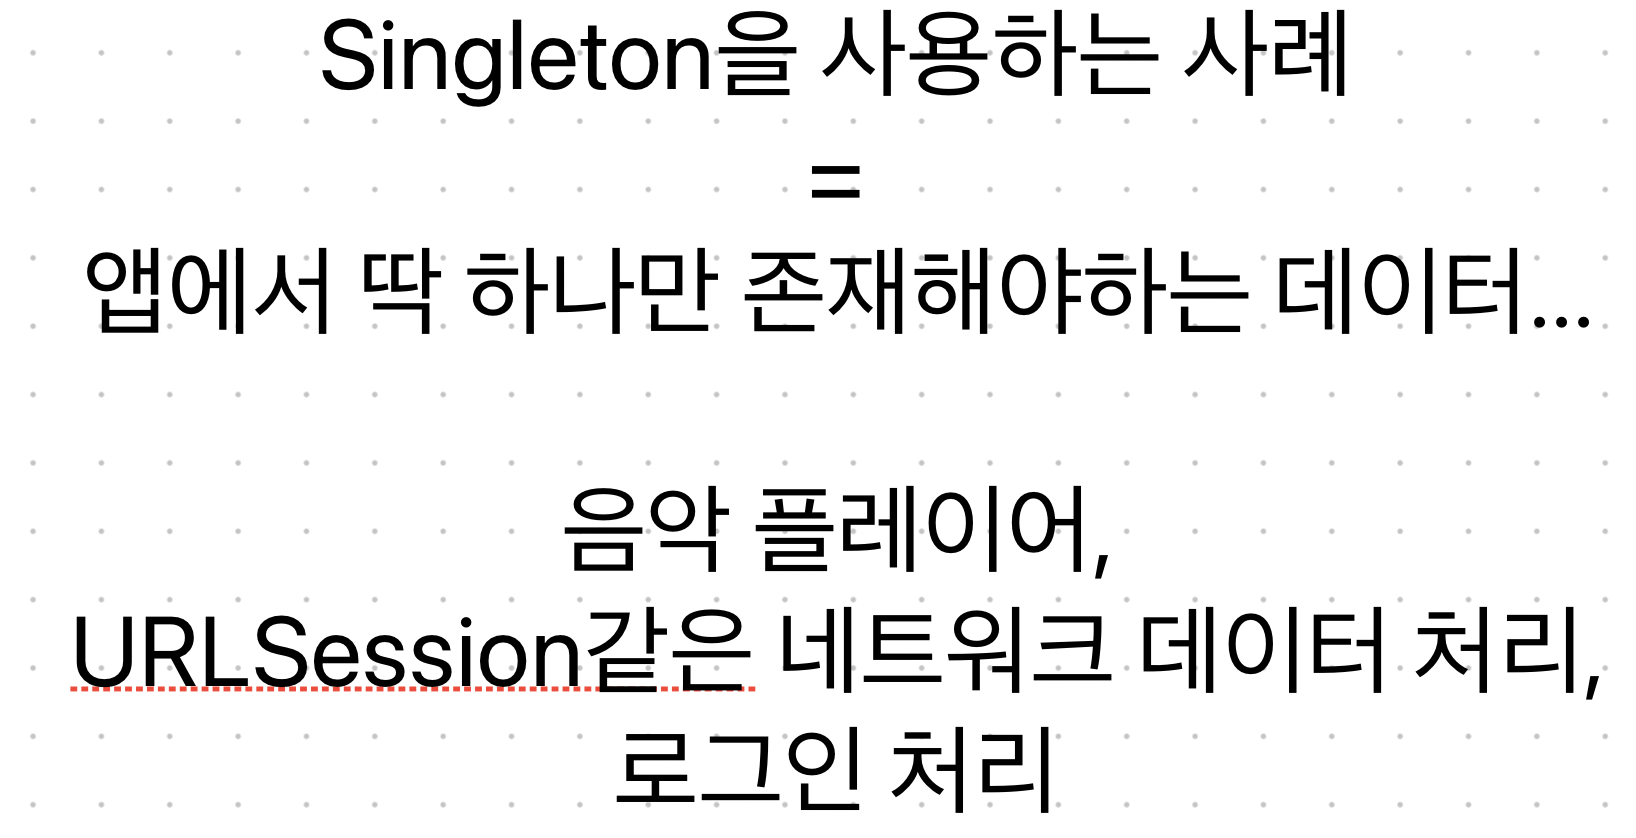 Singleton을 사용하는 사례
=
앱에서 딱 하나만 존재해야하는 데이터...
음악 플레이어,
URLSession같은 네트워크 데이터 처리,
로그인 처리